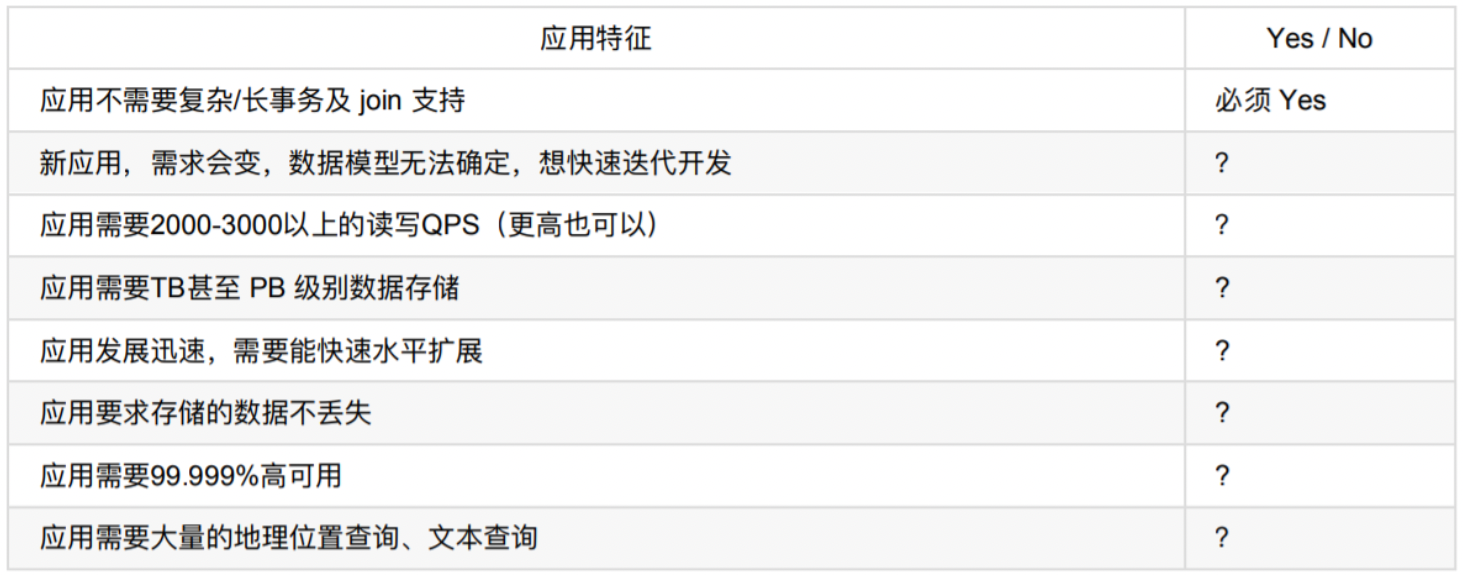 应用特征 Yes / No
应用不需要复杂/长事务及 join 支持 必须 Yes
新应用，需求会变，数据模型无法确定，想快速迭代开发 ?
应用需要2000-3000以上的读写QPS（更高也可以） ?
应用需要TB甚至 PB 级别数据存储 ?
应用发展迅速，需要能快速水平扩展 ?
应用要求存储的数据不丢失 ?
应用需要99.999%高可用 ?
应用需要大量的地理位置查询、文本查询 ?